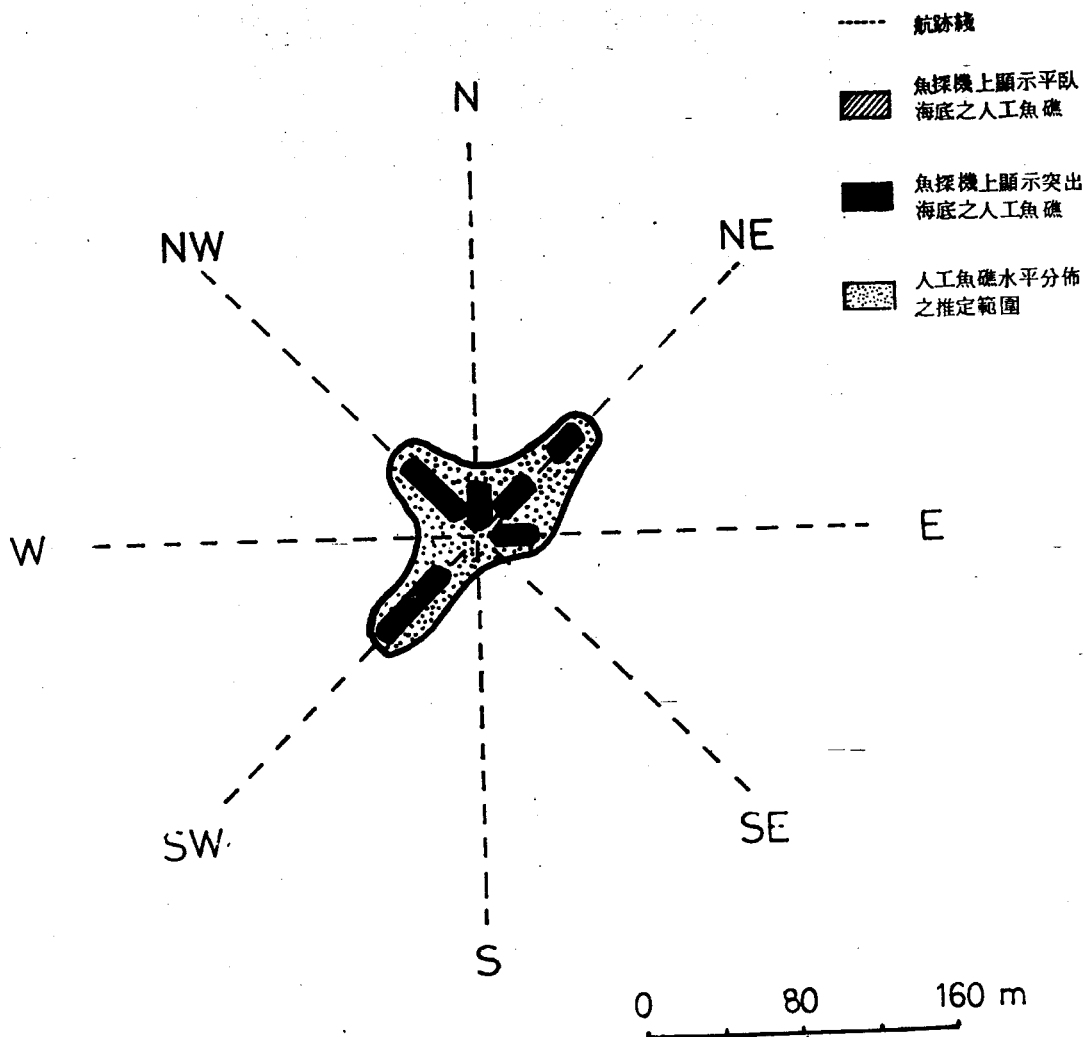 航跡綫
魚探機上顯示平臥
海底之人工魚礁
魚探機上顯示突出
海底之人工魚礁
人工魚礁水平分佈
之推定範圍
N
NW
NE
W
E
SW
SE
S
0 80 160 m